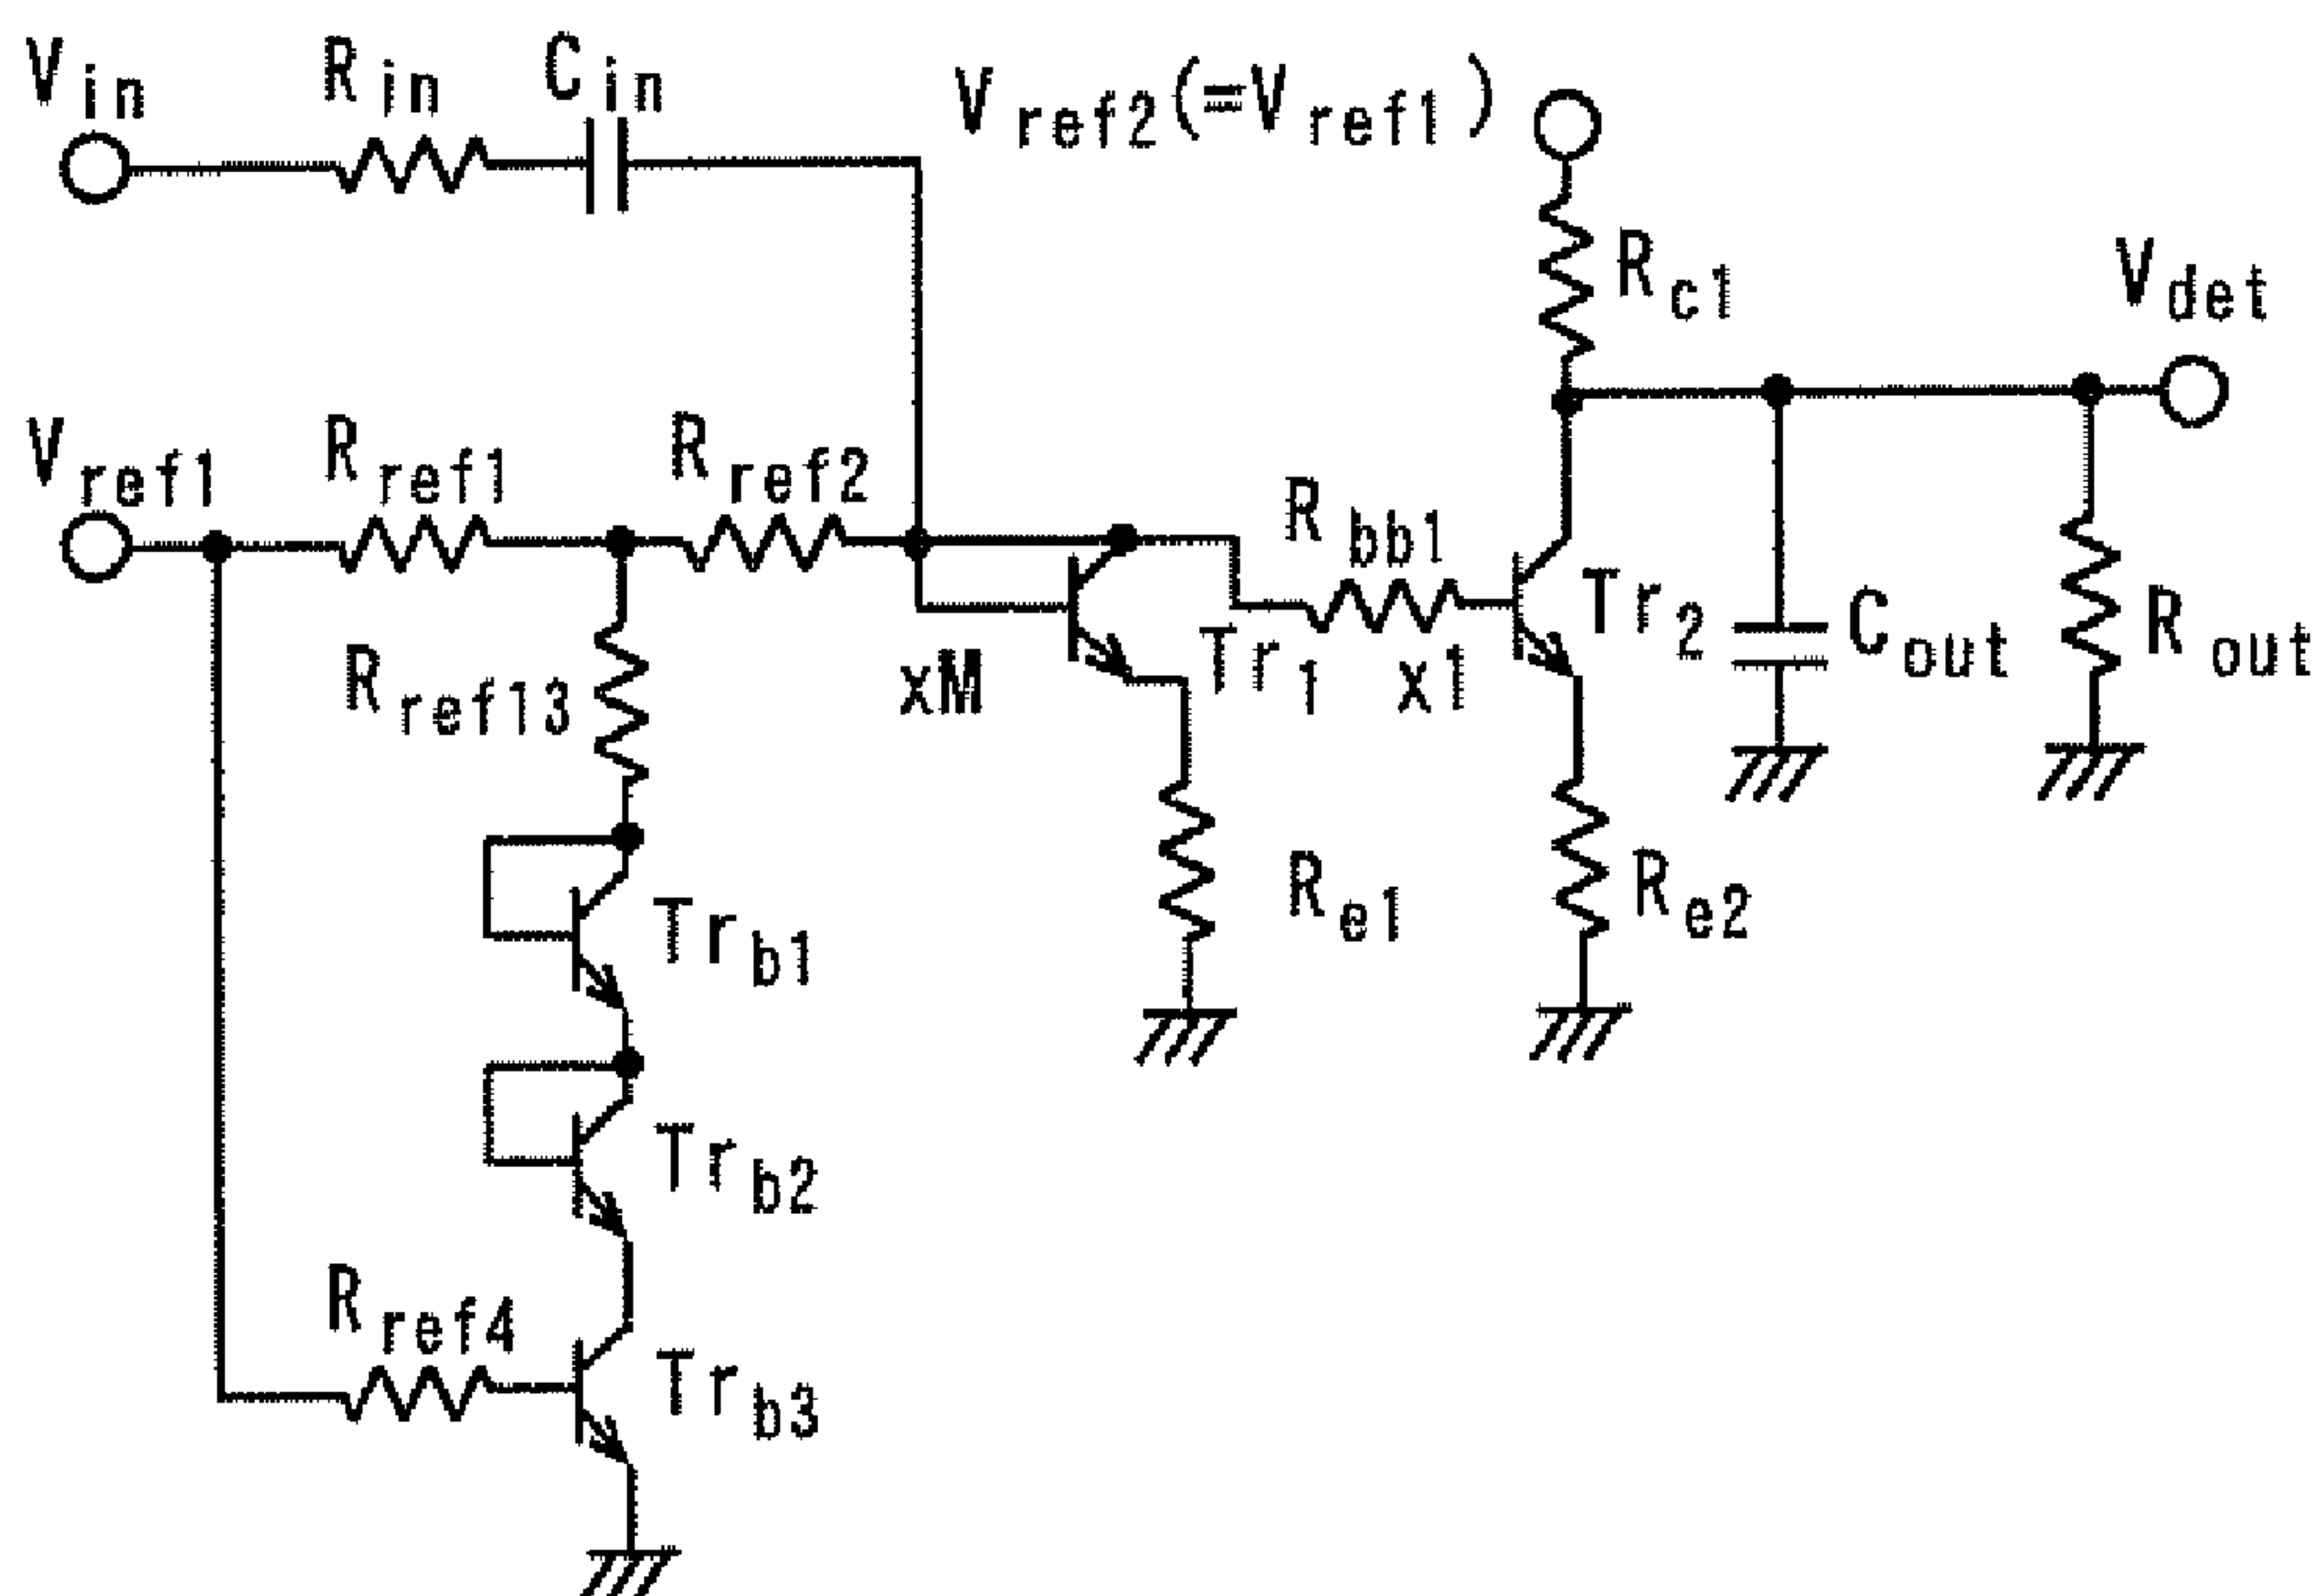 Vin Rin Cin Vref2(=Vref1)
Rc1
Vdet
Vref1 Rref1 Rref2
Rbb1
Rref13 xM Tr1 x1 Tr2 Cout Rout
Trb1 Re1 Re2
Trb2
Rref4
Trb3